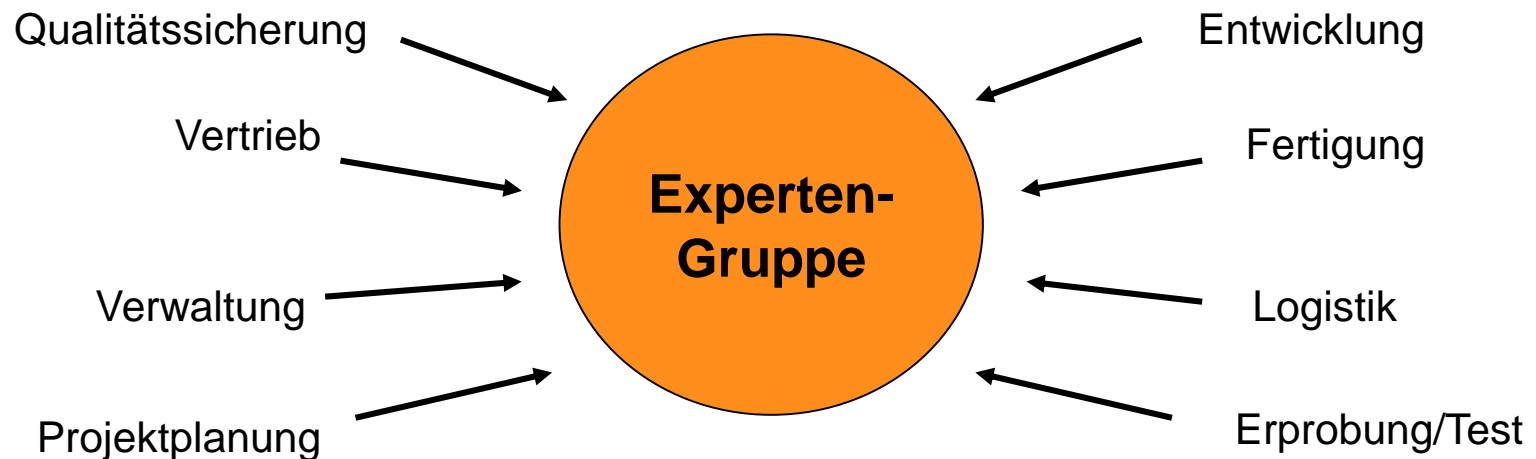 Qualitätssicherung
Entwicklung
Vertrieb
Fertigung
Experten-
Gruppe
Verwaltung
Logistik
Projektplanung
Erprobung/Test